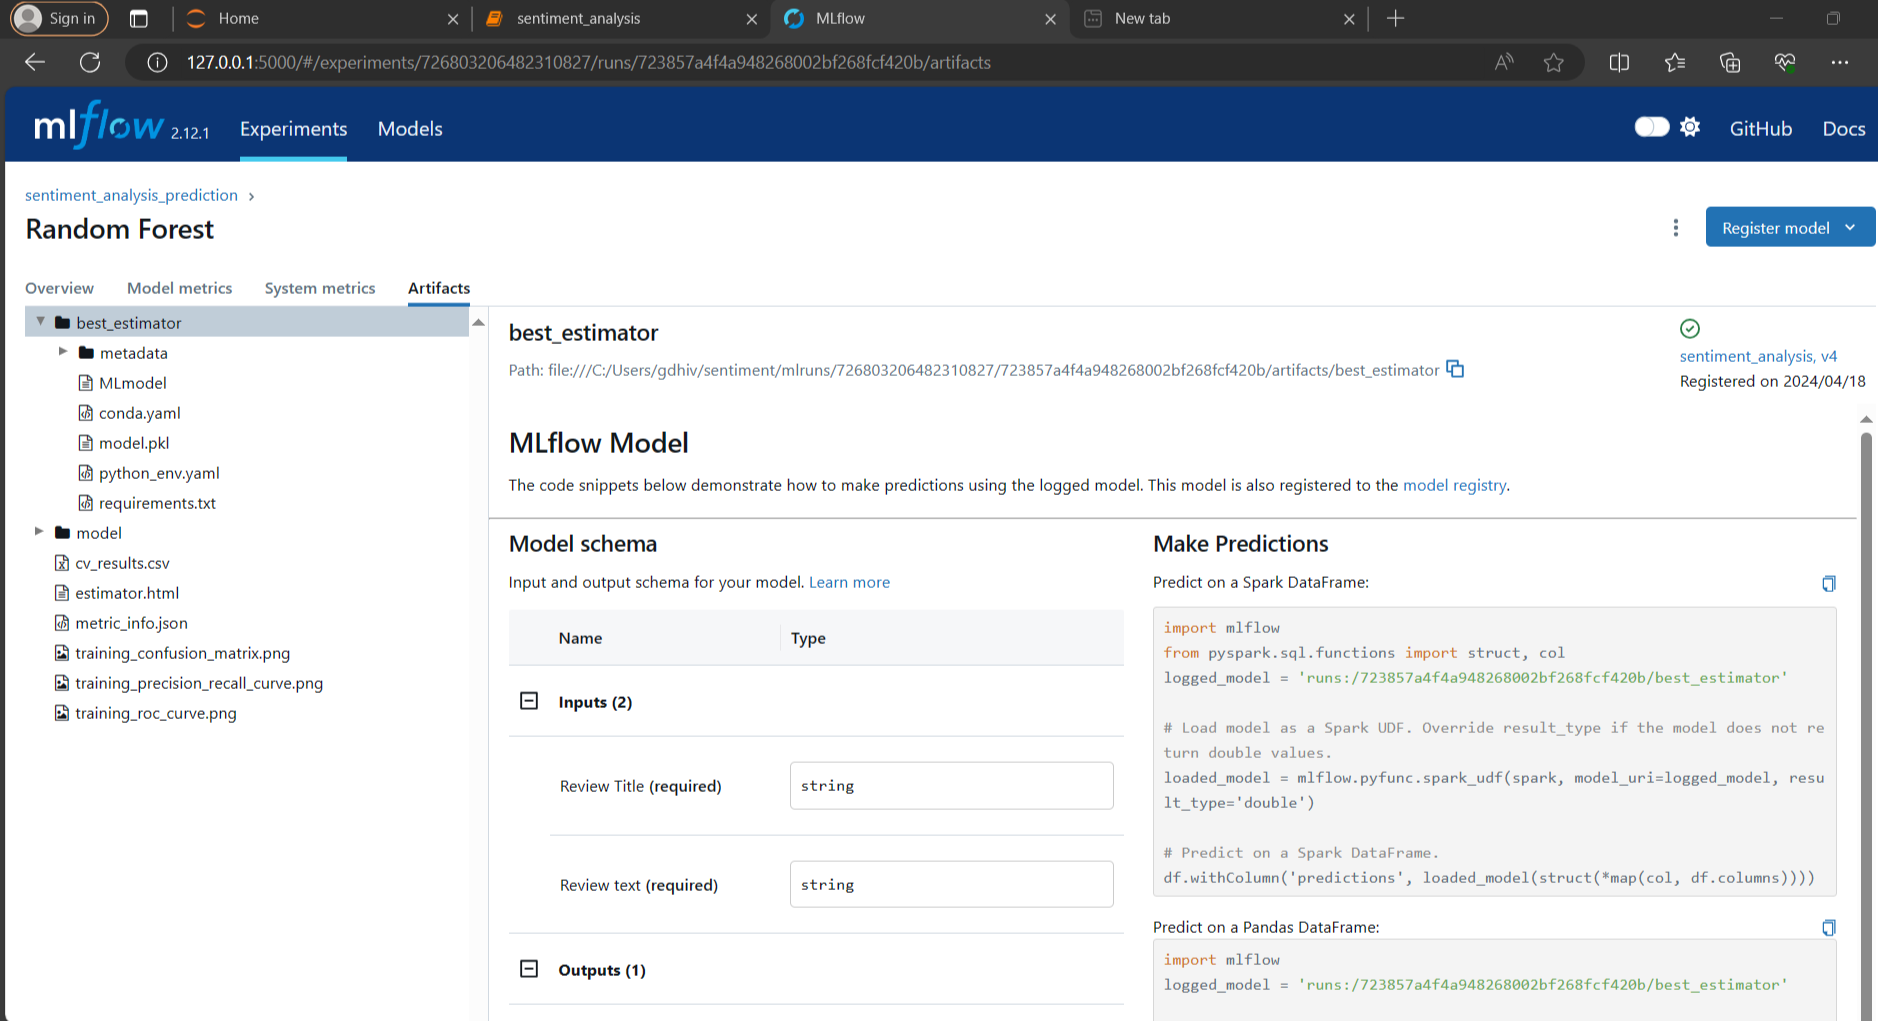 Sign in
Home
sentiment_analysis
MLflow
New tab
127.0.0.1:5000/#/experiments/726803206482310827/runs/723857a4f4a948268002bf268fcf420b/artifacts
mlflow 2.12.1
Experiments
Models
GitHub
Docs
sentiment_analysis_prediction
Random Forest
Register model
Overview
Model metrics
System metrics
Artifacts
best_estimator
metadata
MLmodel
conda.yaml
model.pkl
python_env.yaml
requirements.txt
model
cv_results.csv
estimator.html
metric_info.json
training_confusion_matrix.png
training_precision_recall_curve.png
training_roc_curve.png
best_estimator
Path: file:///C:/Users/gdhiv/sentiment/mlruns/726803206482310827/723857a4f4a948268002bf268fcf420b/artifacts/best_estimator
sentiment_analysis, v4
Registered on 2024/04/18
MLflow Model
The code snippets below demonstrate how to make predictions using the logged model. This model is also registered to the model registry.
Model schema
Input and output schema for your model. Learn more
Name
Type
Inputs (2)
Review Title (required)
string
Review text (required)
string
Outputs (1)
Make Predictions
Predict on a Spark DataFrame:
import mlflow
from pyspark.sql.functions import struct, col
logged_model = 'runs:/723857a4f4a948268002bf268fcf420b/best_estimator'
# Load model as a Spark UDF. Override result_type if the model does not re
turn double values.
loaded_model = mlflow.pyfunc.spark_udf(spark, model_uri=logged_model, resu
lt_type='double')
# Predict on a Spark DataFrame.
df.withColumn('predictions', loaded_model(struct(*map(col, df.columns))))
Predict on a Pandas DataFrame:
import mlflow
logged_model = 'runs:/723857a4f4a948268002bf268fcf420b/best_estimator'